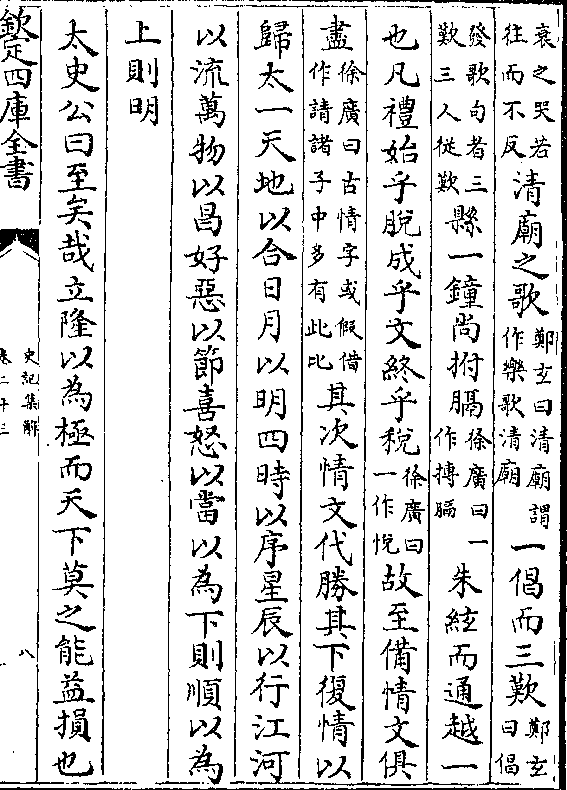 哀之哭若往而不反清廟之歌鄭玄曰清廟謂作樂歌清廟一倡而三歎鄭玄曰倡
發歌句者三歎三人從歎縣一鐘尚拊膈徐廣曰一作搏膈朱絃而通越一
也凡禮始乎脫成乎文終乎稅徐廣曰一作悅故至備情文俱
盡徐廣曰古情字或假借作請諸子中多有此比其次情文代勝其下復情以
歸太一天地以合日月以明四時以序星辰以行江河
以流萬物以昌好惡以節喜怒以當以為下則順以為
上則明
太史公曰至矣哉立隆以為極而天下莫之能益損也
欽定四庫全書
史記集解
卷二十三
八